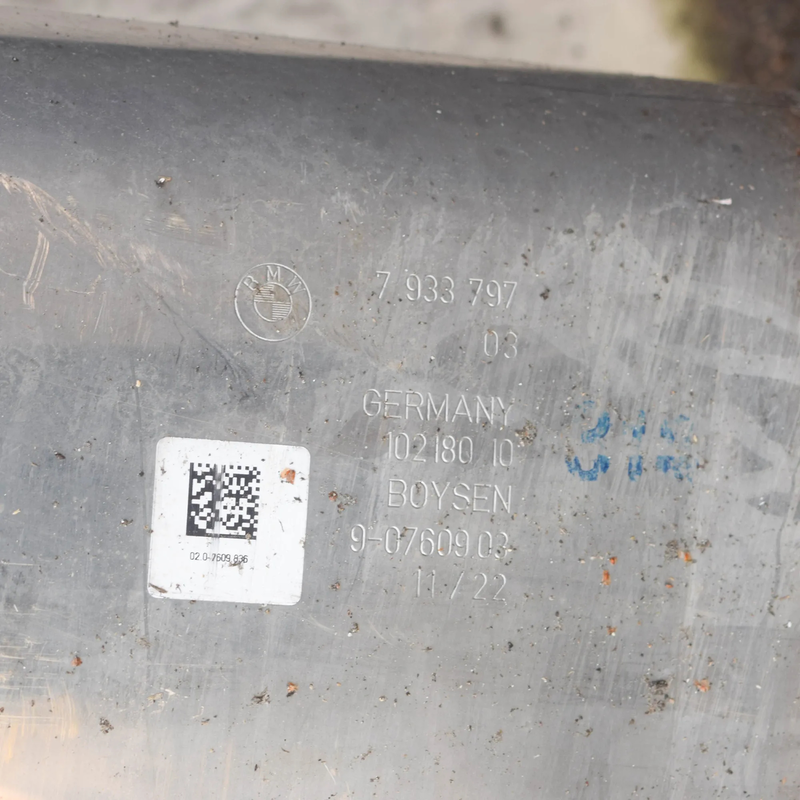 BMW
7 933 797
03
GERMANY
102180 10
BOYSEN
9-07609 03
11/22
02.0-7609.836